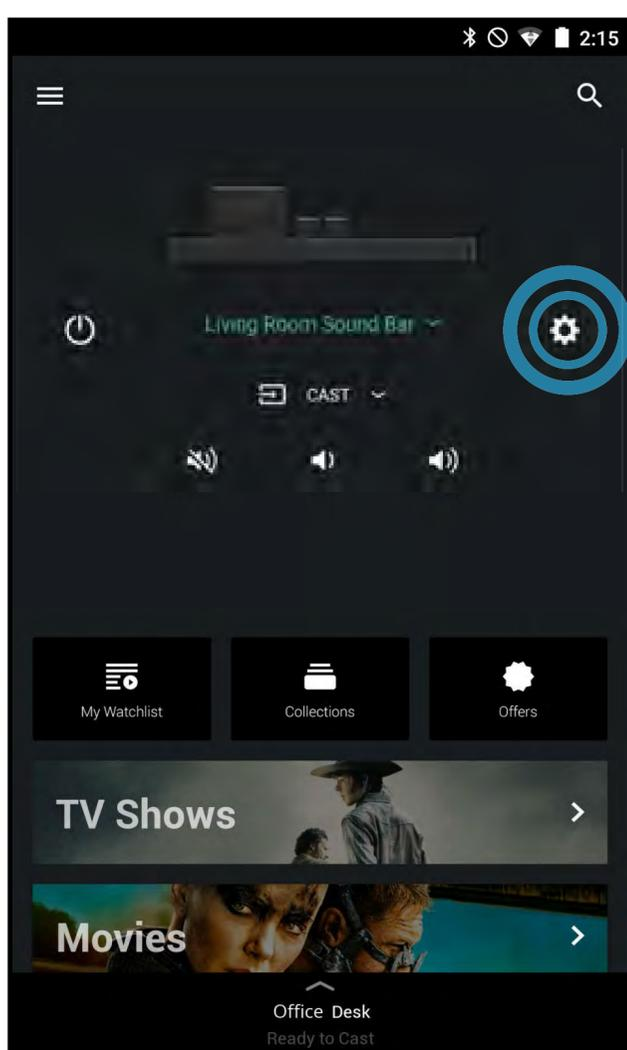 2:15
Living Room Sound Bar
CAST
My Watchlist Collections Offers
TV Shows
Movies
Office Desk
Ready to Cast